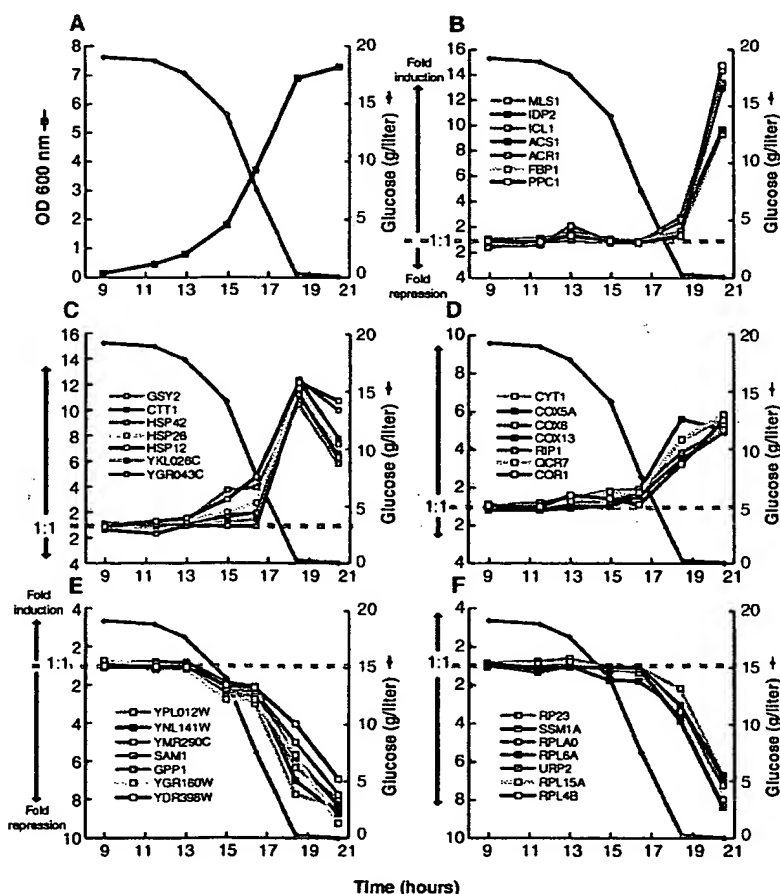 A
OD 600 nm
8
7
6
5
4
3
2
1
0
20
15
10
5
0
Glucose (g/liter)
9 11 13 15 17 19 21
B
Fold induction
1:1
Fold repression
16
14
12
10
8
6
4
2
2
4
MLS1
IDP2
ICL1
ACS1
ACR1
FBP1
PPC1
20
15
10
5
0
Glucose (g/liter)
9 11 13 15 17 19 21
C
1:1
16
14
12
10
8
6
4
2
2
4
GSY2
CTT1
HSP42
HSP26
HSP12
YKL026C
YGR043C
20
15
10
5
0
Glucose (g/liter)
9 11 13 15 17 19 21
D
1:1
10
8
6
4
2
2
4
CYT1
COX5A
COX6
COX13
RIP1
QCR7
COR1
20
15
10
5
0
Glucose (g/liter)
9 11 13 15 17 19 21
E
Fold induction
1:1
Fold repression
4
2
2
4
6
8
10
YPL012W
YNL141W
YMR290C
SAM1
GPP1
YGR160W
YDR398W
20
15
10
5
0
Glucose (g/liter)
9 11 13 15 17 19 21
F
1:1
4
2
2
4
6
8
10
RP23
SSM1A
RPLA0
RPL6A
URP2
RPL15A
RPL4B
20
15
10
5
0
Glucose (g/liter)
9 11 13 15 17 19 21
Time (hours)